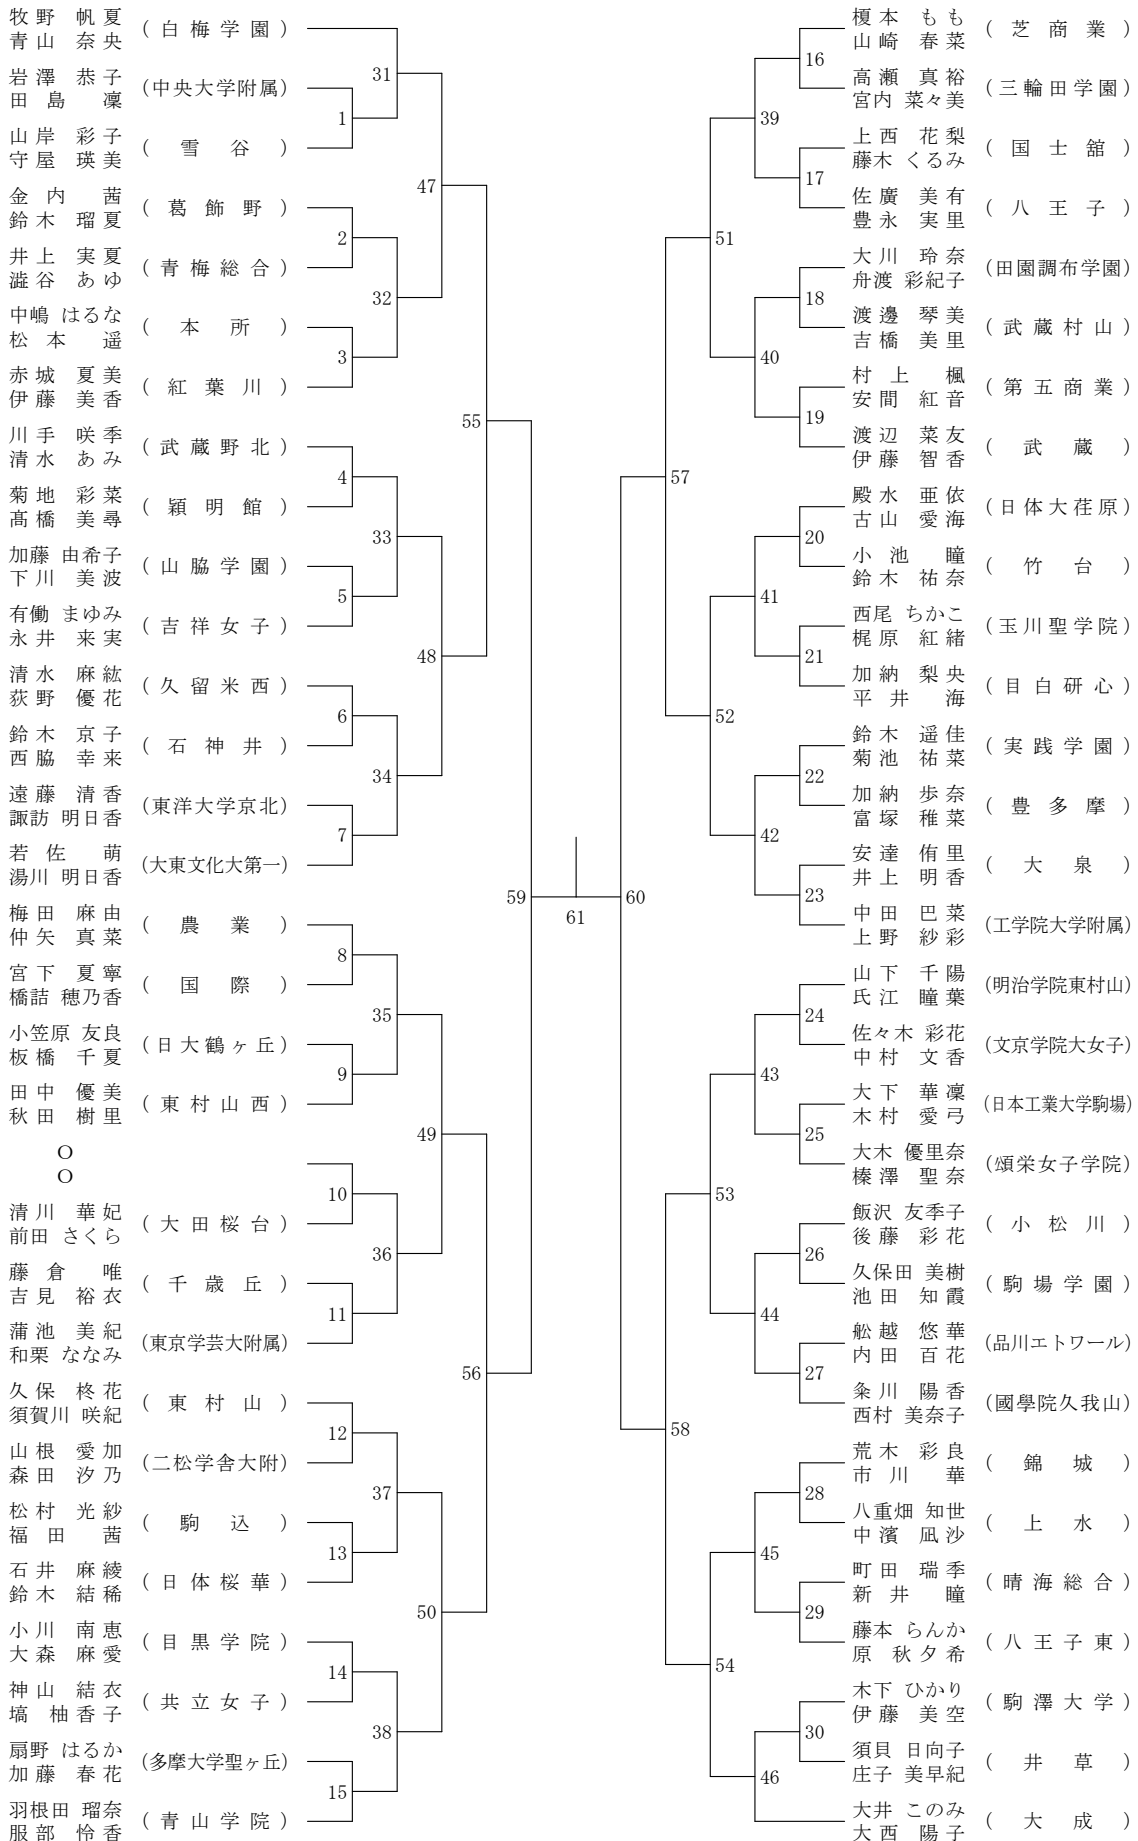 牧野 帆夏
青山 奈央
(白梅学園)
岩澤 恭子
田島 凜
(中央大学附属)
山岸 彩子
守屋 瑛美
(雪谷)
金内 茜
鈴木 瑠夏
(葛飾野)
井上 実夏
澁谷 あゆ
(青梅総合)
中嶋 はるな
松本 遥
(本所)
赤城 夏美
伊藤 美香
(紅葉川)
川手 咲季
清水 あみ
(武蔵野北)
菊地 彩菜
髙橋 美尋
(穎明館)
加藤 由希子
下川 美波
(山脇学園)
有働 まゆみ
永井 来実
(吉祥女子)
清水 麻紘
荻野 優花
(久留米西)
鈴木 京子
西脇 幸来
(石神井)
遠藤 清香
諏訪 明日香
(東洋大学京北)
若佐 萌
湯川 明日香
(大東文化大第一)
梅田 麻由
仲矢 真菜
(農業)
宮下 夏寧
橋詰 穂乃香
(国際)
小笠原 友良
板橋 千夏
(日大鶴ヶ丘)
田中 優美
秋田 樹里
(東村山西)
O
O
清川 華妃
前田 さくら
(大田桜台)
藤倉 唯
吉見 裕衣
(千歳丘)
蒲池 美紀
和栗 ななみ
(東京学芸大附属)
久保 柊花
須賀川 咲紀
(東村山)
山根 愛加
森田 汐乃
(二松学舎大附)
松村 光紗
福田 茜
(駒込)
石井 麻綾
鈴木 結稀
(日体桜華)
小川 南恵
大森 麻愛
(目黒学院)
神山 結衣
塙 柚香子
(共立女子)
扇野 はるか
加藤 春花
(多摩大学聖ヶ丘)
羽根田 瑠奈
服部 怜香
(青山学院)
1
2
3
4
5
6
7
8
9
10
11
12
13
14
15
31
32
33
34
35
36
37
38
47
48
49
50
55
56
59
61
60
57
58
51
52
53
54
39
40
41
42
43
44
45
46
16
17
18
19
20
21
22
23
24
25
26
27
28
29
30
榎本 もも
山崎 春菜
(芝商業)
高瀬 真裕
宮内 菜々美
(三輪田学園)
上西 花梨
藤木 くるみ
(国士舘)
佐廣 美有
豊永 実里
(八王子)
大川 玲奈
舟渡 彩紀子
(田園調布学園)
渡邊 琴美
吉橋 美里
(武蔵村山)
村上 楓
安間 紅音
(第五商業)
渡辺 菜友
伊藤 智香
(武蔵)
殿水 亜依
古山 愛海
(日体大荏原)
小池 瞳
鈴木 祐奈
(竹台)
西尾 ちかこ
梶原 紅緒
(玉川聖学院)
加納 梨央
平井 海
(目白研心)
鈴木 遥佳
菊池 祐菜
(実践学園)
加納 歩奈
富塚 稚菜
(豊多摩)
安達 侑里
井上 明香
(大泉)
中田 巴菜
上野 紗彩
(工学院大学附属)
山下 千陽
氏江 瞳葉
(明治学院東村山)
佐々木 彩花
中村 文香
(文京学院大女子)
大下 華凜
木村 愛弓
(日本工業大学駒場)
大木 優里奈
榛澤 聖奈
(頌栄女子学院)
飯沢 友季子
後藤 彩花
(小松川)
久保田 美樹
池田 知霞
(駒場学園)
舩越 悠華
内田 百花
(品川エトワール)
粂川 陽香
西村 美奈子
(國學院久我山)
荒木 彩良
市川 華
(錦城)
八重畑 知世
中濱 凪沙
(上水)
町田 瑞季
新井 瞳
(晴海総合)
藤本 らんか
原 秋夕希
(八王子東)
木下 ひかり
伊藤 美空
(駒澤大学)
須貝 日向子
庄子 美早紀
(井草)
大井 このみ
大西 陽子
(大成)